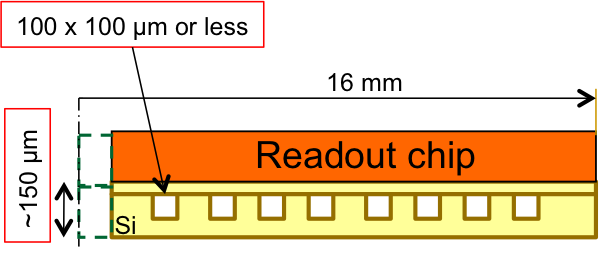 100 x 100 µm or less
16 mm
Readout chip
~150 µm
Si